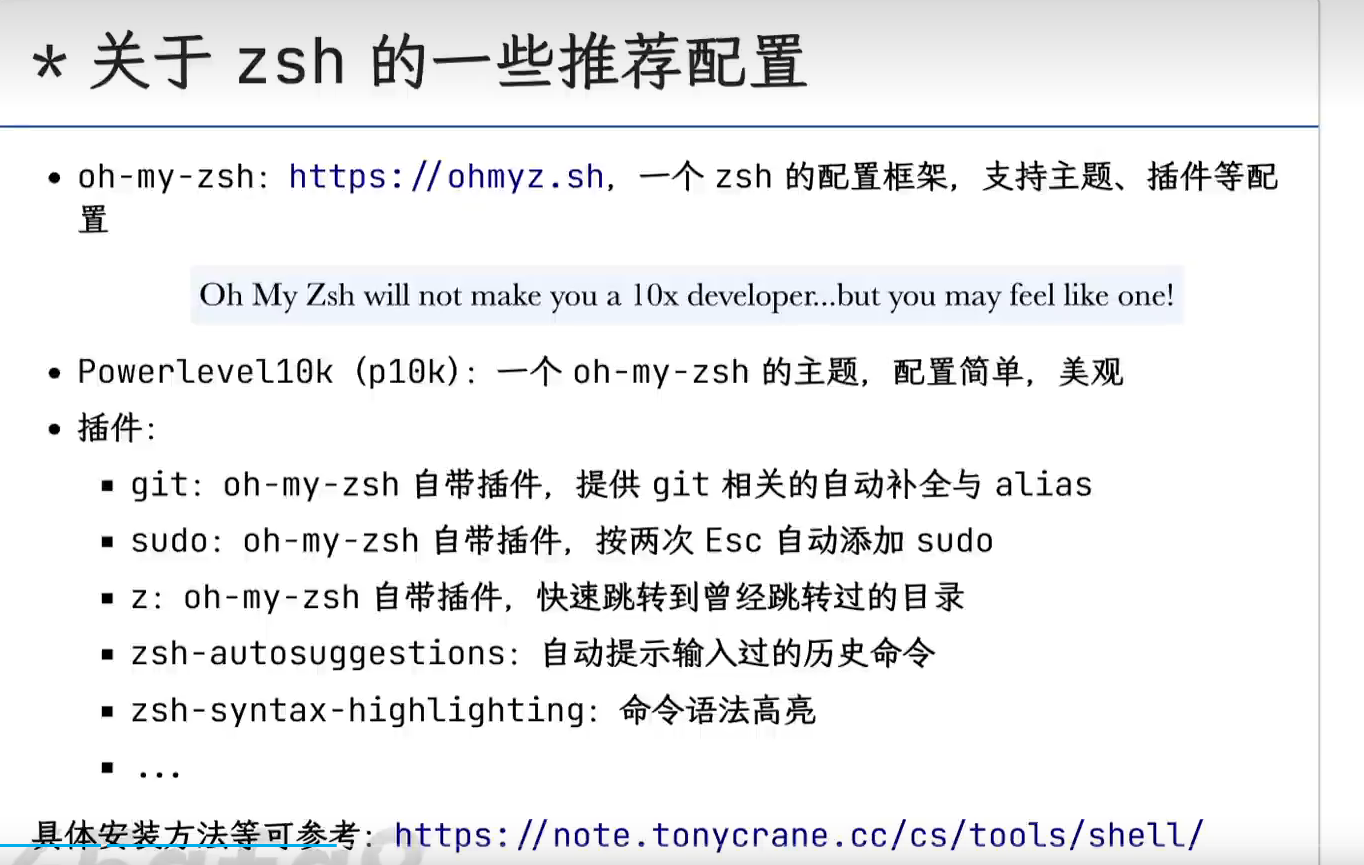 * 关于 zsh 的一些推荐配置
• oh-my-zsh：https://ohmyz.sh，一个 zsh 的配置框架，支持主题、插件等配
置
Oh My Zsh will not make you a 10x developer...but you may feel like one!
• Powerlevel10k（p10k）：一个 oh-my-zsh 的主题，配置简单，美观
• 插件：
▪ git：oh-my-zsh 自带插件，提供 git 相关的自动补全与 alias
▪ sudo：oh-my-zsh 自带插件，按两次 Esc 自动添加 sudo
▪ z：oh-my-zsh 自带插件，快速跳转到曾经跳转过的目录
▪ zsh-autosuggestions：自动提示输入过的历史命令
▪ zsh-syntax-highlighting：命令语法高亮
▪ ...
具体安装方法等可参考：https://note.tonycrane.cc/cs/tools/shell/